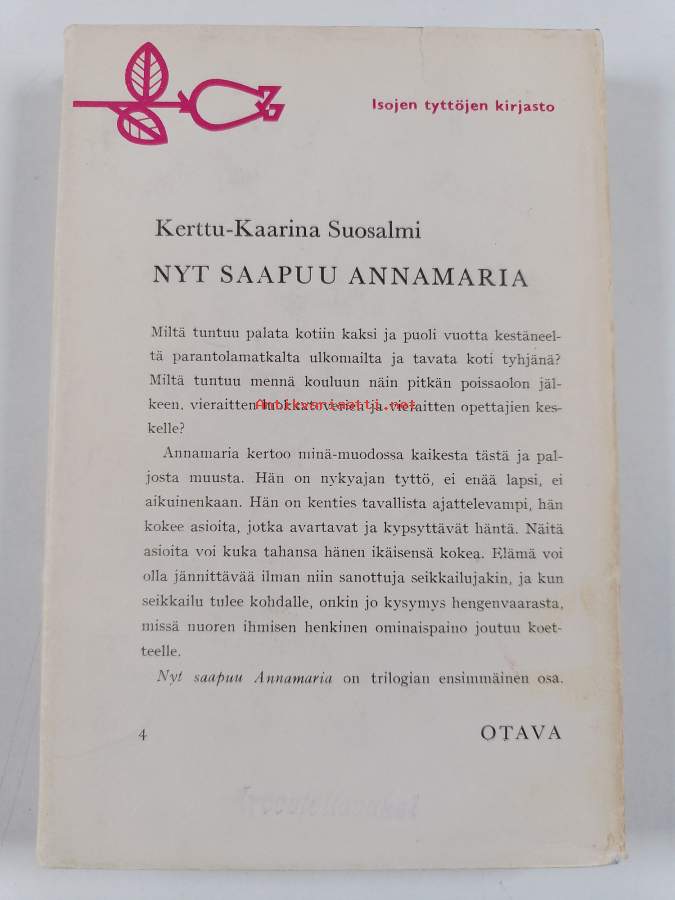 Isojen tyttöjen kirjasto
Kerttu-Kaarina Suosalmi
NYT SAAPUU ANNAMARIA
Miltä tuntuu palata kotiin kaksi ja puoli vuotta kestäneel-
tä parantolamatkalta ulkomailta ja tavata koti tyhjänä?
Miltä tuntuu mennä kouluun näin pitkän poissaolon jäl-
keen, vieraitten ja vieraitten opettajien kes-
kelle?
Annamaria kertoo minä-muodossa kaikesta tästä ja pal-
josta muusta. Hän on nykyajan tyttö, ei enää lapsi, ei
aikuinenkaan. Hän on kenties tavallista ajattelevampi, hän
kokee asioita, jotka avartavat ja kypsyttävät häntä. Näitä
asioita voi kuka tahansa hänen ikäisensä kokea. Elämä voi
olla jännittävää ilman niin sanottuja seikkailujakin, ja kun
seikkailu tulee kohdalle, onkin jo kysymys hengenvaarasta,
missä nuoren ihmisen henkinen ominaispaino joutuu koet-
teelle.
Nyt saapuu Annamaria on trilogian ensimmäinen osa.
4 OTAVA